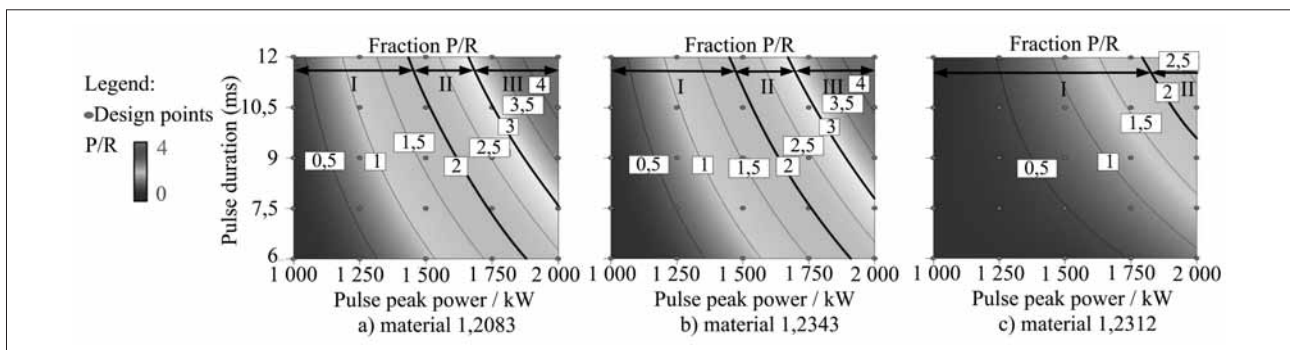 Legend:
Design points
P/R
4
0
Pulse duration (ms)
12
10,5
9
7,5
6
Fraction P/R
I
II
III
0,5
1
1,5
2
2,5
3
3,5
4
1 000
1 250
1 500
1 750
2 000
Pulse peak power / kW
a) material 1,2083
Fraction P/R
I
II
III
0,5
1
1,5
2
2,5
3
3,5
4
1 000
1 250
1 500
1 750
2 000
Pulse peak power / kW
b) material 1,2343
Fraction P/R
I
II
0,5
1
1,5
2
2,5
1 000
1 250
1 500
1 750
2 000
Pulse peak power / kW
c) material 1,2312